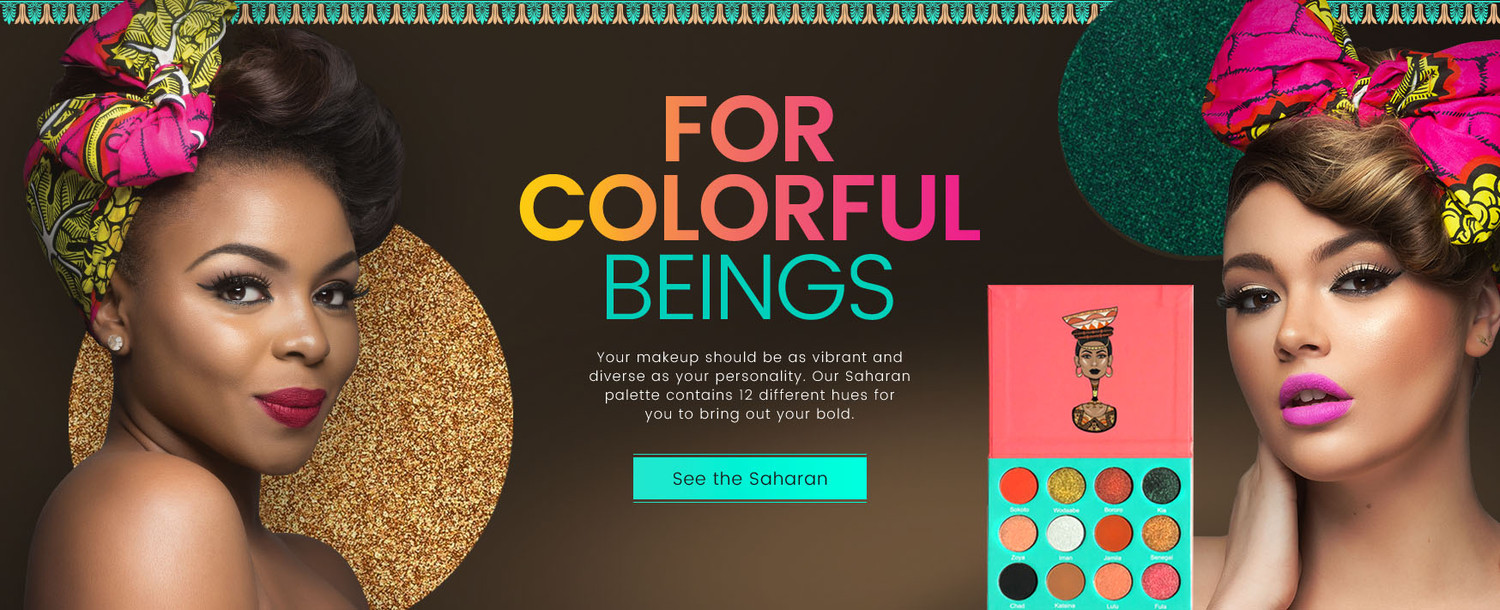 FOR
COLORFUL
BEINGS
Your makeup should be as vibrant and
diverse as your personality. Our Saharan
palette contains 12 different hues for
you to bring out your bold.
See the Saharan
Sokoto Wodaabe Bororo Kia
Zoya Iman Jamila Senegal
Chad Katsina Lulu Fula